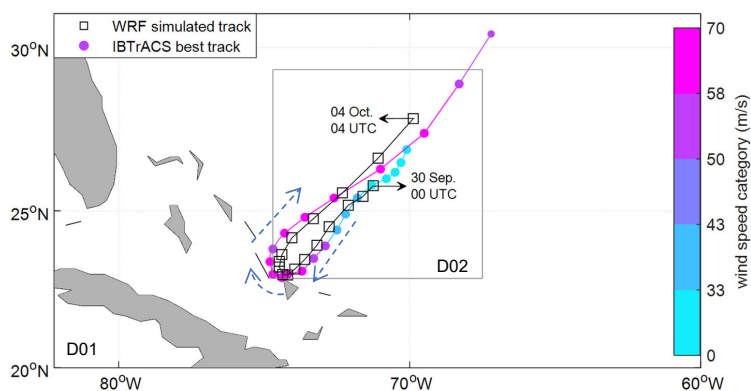 WRF simulated track
IBTrACS best track
30°N
25°N
20°N
80°W
70°W
60°W
04 Oct.
04 UTC
30 Sep.
00 UTC
D02
D01
70
58
50
43
33
0
wind speed category (m/s)